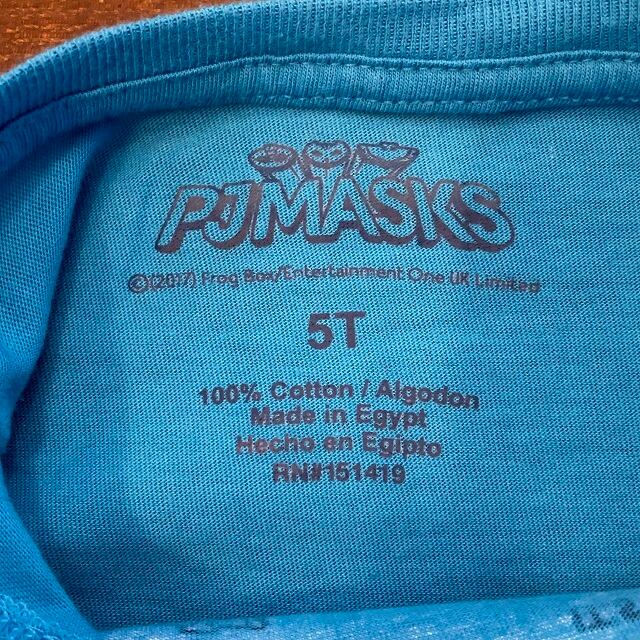 PJMASKS
©(2017) Frog Box/Entertainment One UK Limited
5T
100% Cotton / Algodon
Made in Egypt
Hecho en Egipto
RN#151419